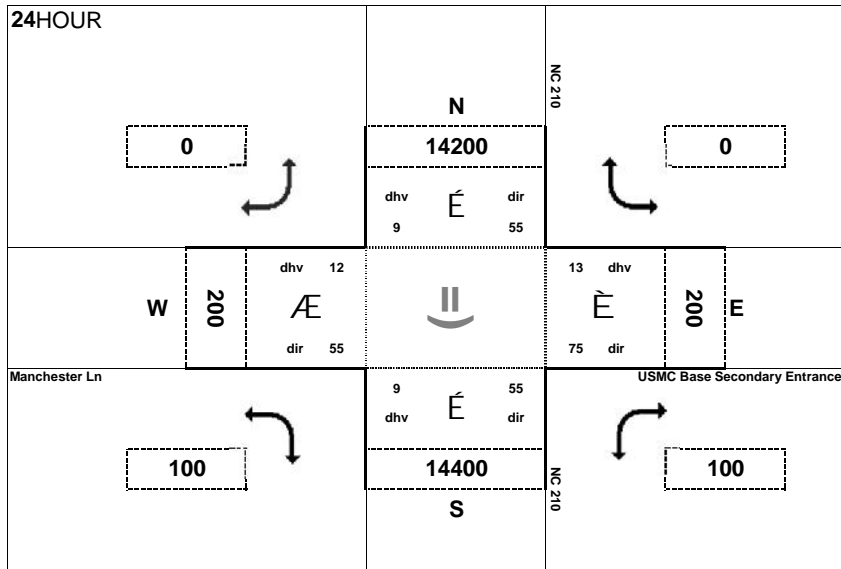 24HOUR
NC 210
N
0
14200
0
dhv É dir
9 55
dhv 12
13 dhv
W
200
Æ
È
200
E
dir 55
75 dir
Manchester Ln
USMC Base Secondary Entrance
9 55
dhv É dir
100
14400
100
NC 210
S